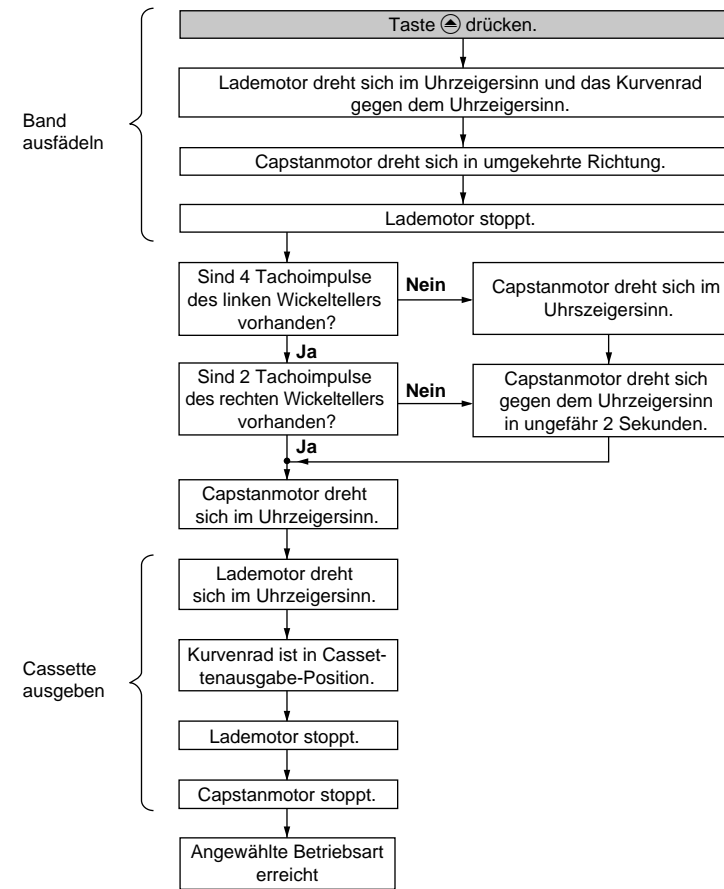 Taste ⏏ drücken.
Lademotor dreht sich im Uhrzeigersinn und das Kurvenrad
gegen dem Uhrzeigersinn.
Band
ausfädeln
Capstanmotor dreht sich in umgekehrte Richtung.
Lademotor stoppt.
Sind 4 Tachoimpulse
des linken Wickeltellers
vorhanden?
Nein
Capstanmotor dreht sich im
Uhrszeigersinn.
Ja
Sind 2 Tachoimpulse
des rechten Wickeltellers
vorhanden?
Nein
Capstanmotor dreht sich
gegen dem Uhrzeigersinn
in ungefähr 2 Sekunden.
Ja
Capstanmotor dreht
sich im Uhrzeigersinn.
Lademotor dreht
sich im Uhrzeigersinn.
Kurvenrad ist in Casset-
tenausgabe-Position.
Cassette
ausgeben
Lademotor stoppt.
Capstanmotor stoppt.
Angewählte Betriebsart
erreicht